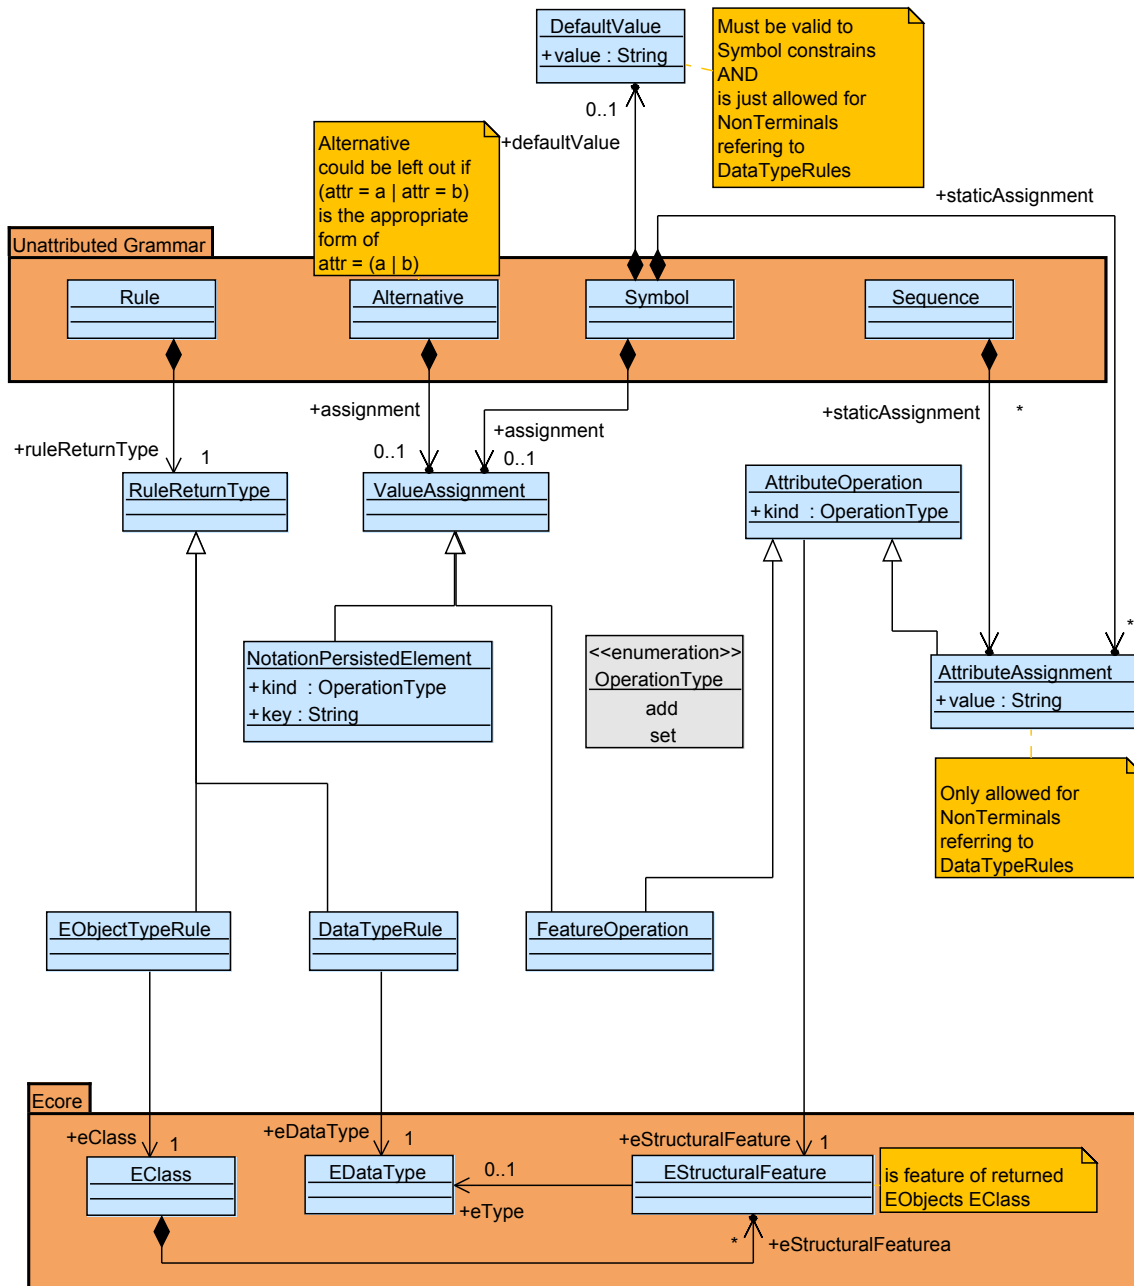 DefaultValue
+ value : String
Must be valid to
Symbol constrains
AND
is just allowed for
NonTerminals
refering to
DataTypeRules
0..1
+defaultValue
Alternative
could be left out if
(attr = a | attr = b)
is the appropriate
form of
attr = (a | b)
+staticAssignment
Unattributed Grammar
Rule
Alternative
Symbol
Sequence
+assignment
+staticAssignment
*
+ruleReturnType
1
0..1
+assignment
0..1
RuleReturnType
ValueAssignment
AttributeOperation
+ kind : OperationType
*
NotationPersistedElement
+ kind : OperationType
+ key : String
<<enumeration>>
OperationType
add
set
AttributeAssignment
+ value : String
Only allowed for
NonTerminals
referring to
DataTypeRules
EObjectTypeRule
DataTypeRule
FeatureOperation
Ecore
+eClass
1
+eDataType
1
+eStructuralFeature
1
EClass
EDataType
0..1
+eType
EStructuralFeature
is feature of returned
EObjects EClass
*
+eStructuralFeaturea